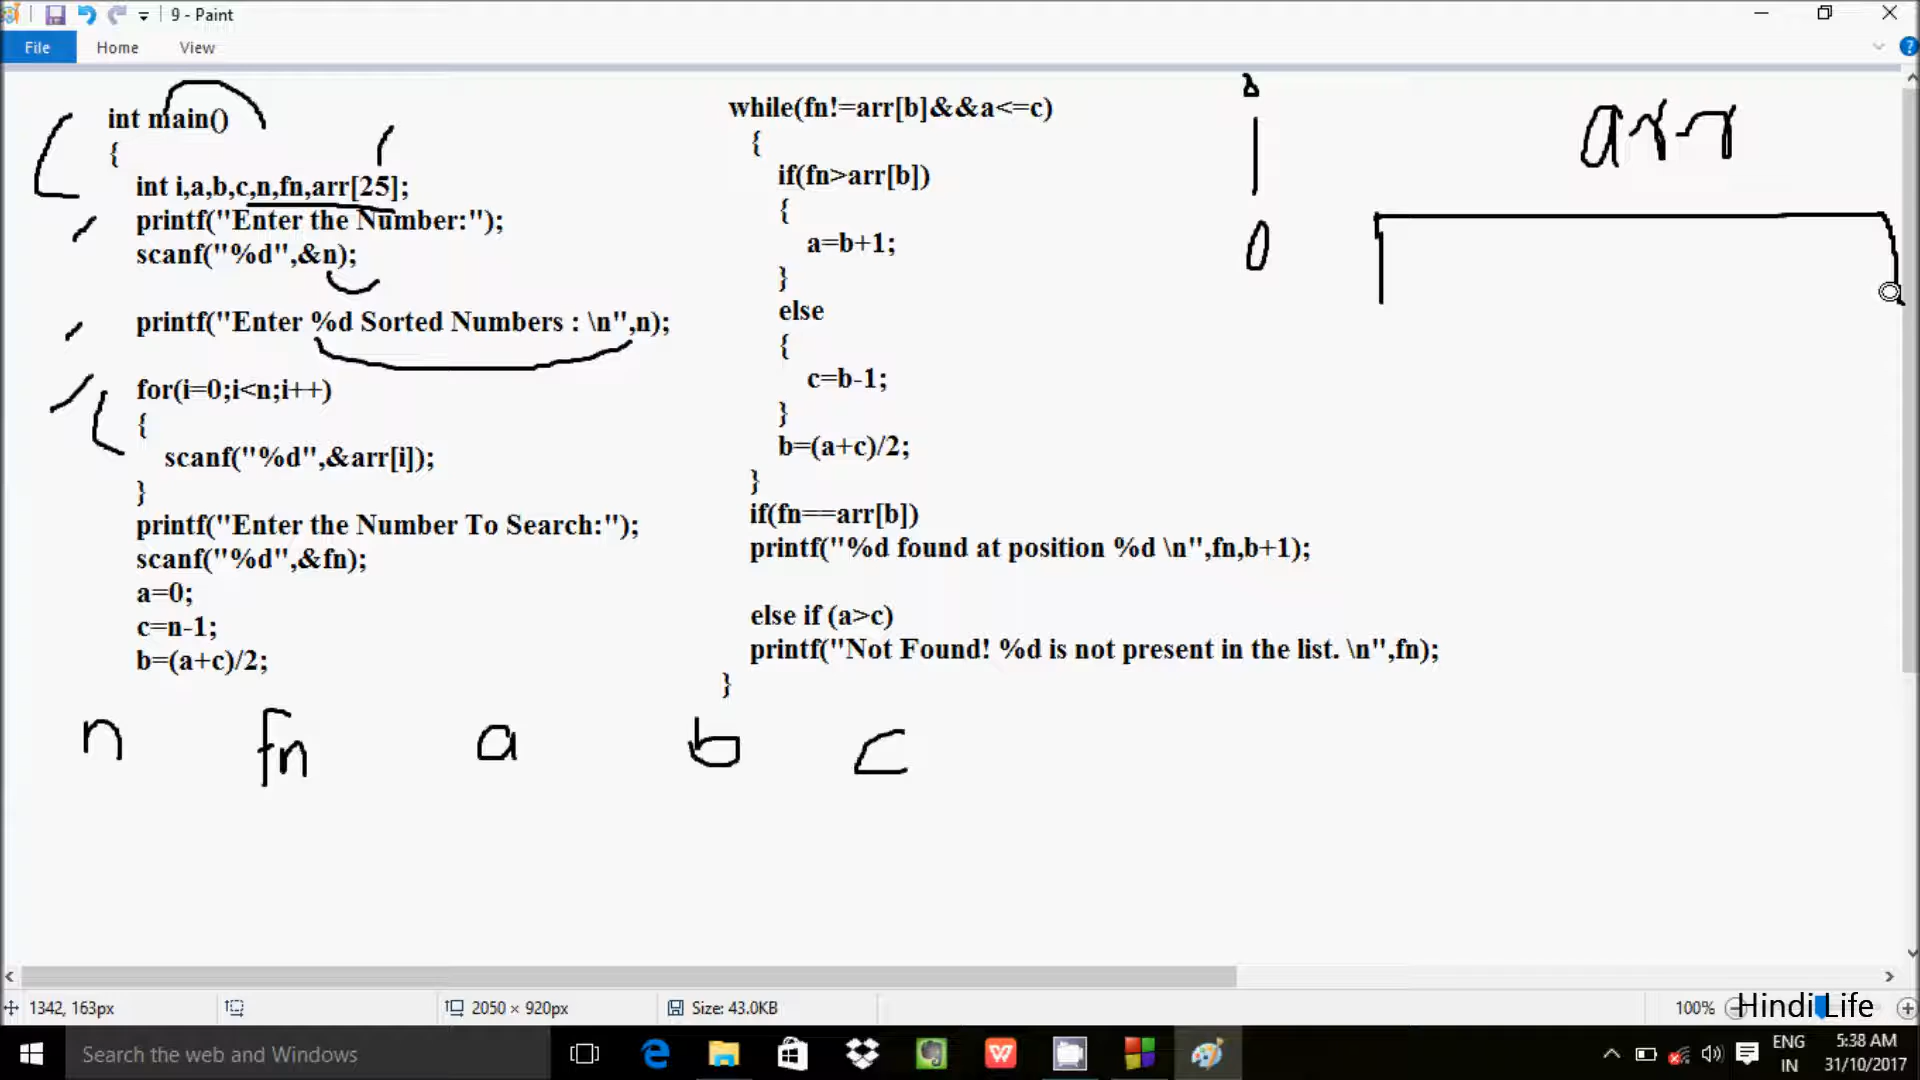 9 - Paint
File Home View
int main()
{
int i,a,b,c,n,fn,arr[25];
printf("Enter the Number:");
scanf("%d",&n);
printf("Enter %d Sorted Numbers : \n",n);
for(i=0;i<n;i++)
{
scanf("%d",&arr[i]);
}
printf("Enter the Number To Search:");
scanf("%d",&fn);
a=0;
c=n-1;
b=(a+c)/2;
while(fn!=arr[b]&&a<=c)
{
if(fn>arr[b])
{
a=b+1;
}
else
{
c=b-1;
}
b=(a+c)/2;
}
if(fn==arr[b])
printf("%d found at position %d \n",fn,b+1);
else if (a>c)
printf("Not Found! %d is not present in the list. \n",fn);
}
0
arr
n fn a b c
1342, 163px 2050 × 920px Size: 43.0KB 100%
Hindi Life
Search the web and Windows
ENG
IN
5:38 AM
31/10/2017